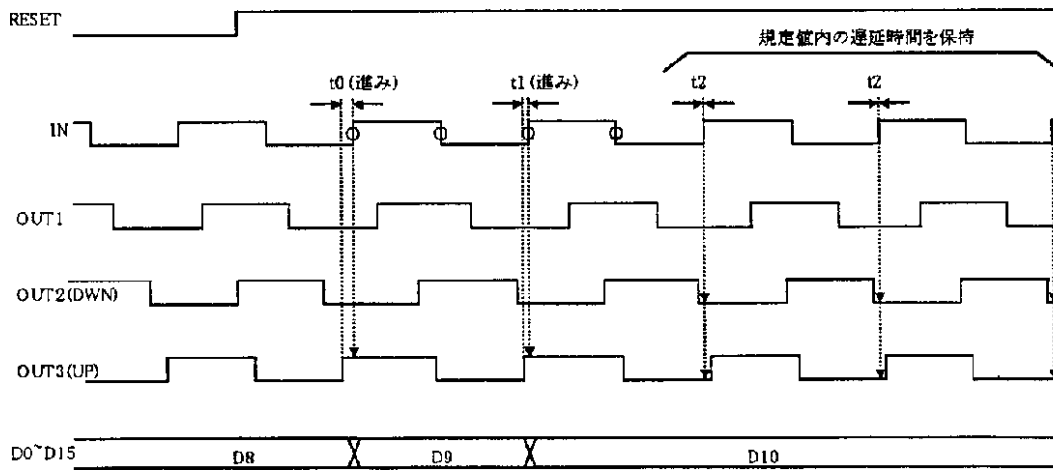 RESET
規定値内の遅延時間を保持
t0(進み)
t1(進み)
t2
t2
IN
OUT1
OUT2(DWN)
OUT3(UP)
D0~D15
D8
D9
D10